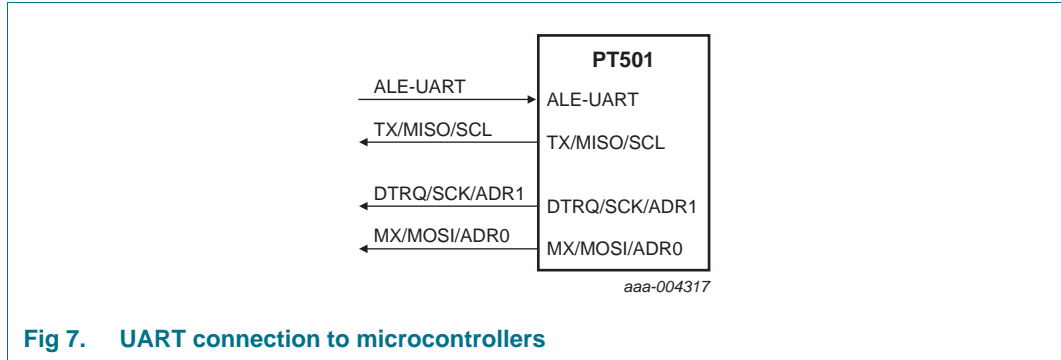 PT501
ALE-UART
ALE-UART
TX/MISO/SCL
TX/MISO/SCL
DTRQ/SCK/ADR1
DTRQ/SCK/ADR1
MX/MOSI/ADR0
MX/MOSI/ADR0
aaa-004317
Fig 7. UART connection to microcontrollers